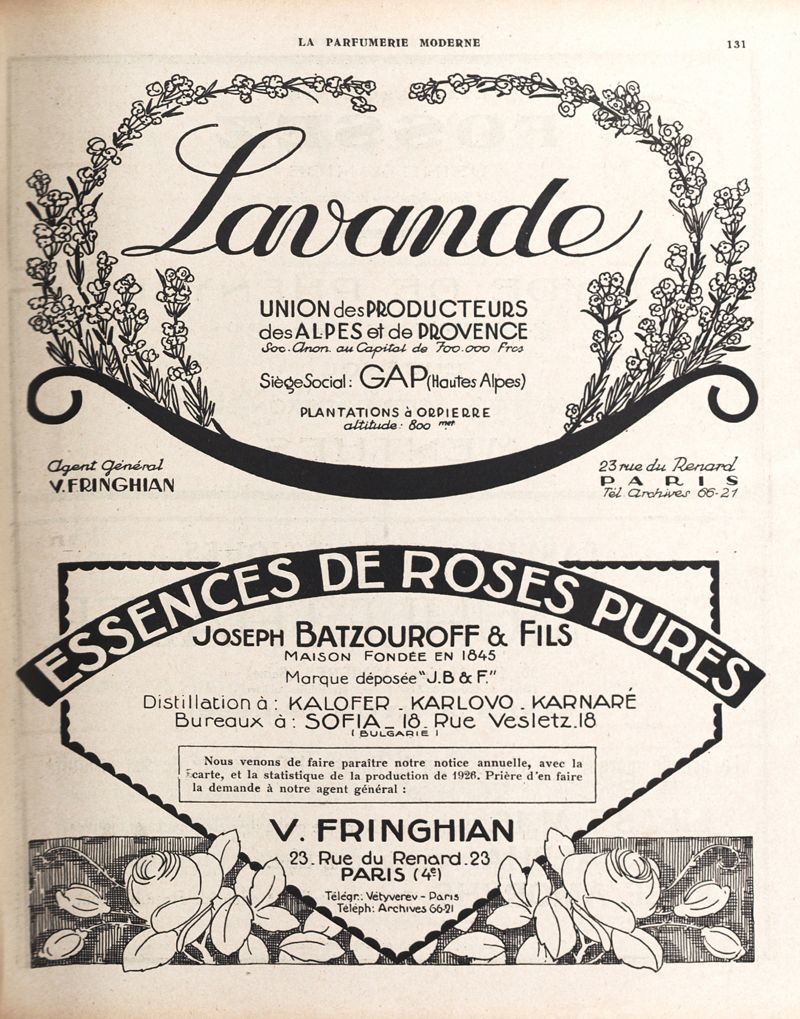 LA PARFUMERIE MODERNE
131
Lavande
UNION des PRODUCTEURS
des ALPES et de PROVENCE
Soc. Anon. au Capital de 700.000 Frcs
Siège Social: GAP (Hautes Alpes)
PLANTATIONS à ORPIERRE
altitude: 800 met
Agent Général
V. FRINGHIAN
23 rue du Renard
PARIS
Tél. Archives 66-21
ESSENCES DE ROSES PURES
JOSEPH BATZOUROFF & FILS
MAISON FONDÉE EN 1845
Marque déposée "J.B & F."
Distillation à: KALOFER - KARLOVO - KARNARÉ
Bureaux à: SOFIA - 18. Rue Vesletz. 18
(BULGARIE)
Nous venons de faire paraître notre notice annuelle, avec la
carte, et la statistique de la production de 1926. Prière d'en faire
la demande à notre agent général :
V. FRINGHIAN
23. Rue du Renard. 23
PARIS (4e)
Télégr.: Vétyverev - Paris
Téléph: Archives 66-21